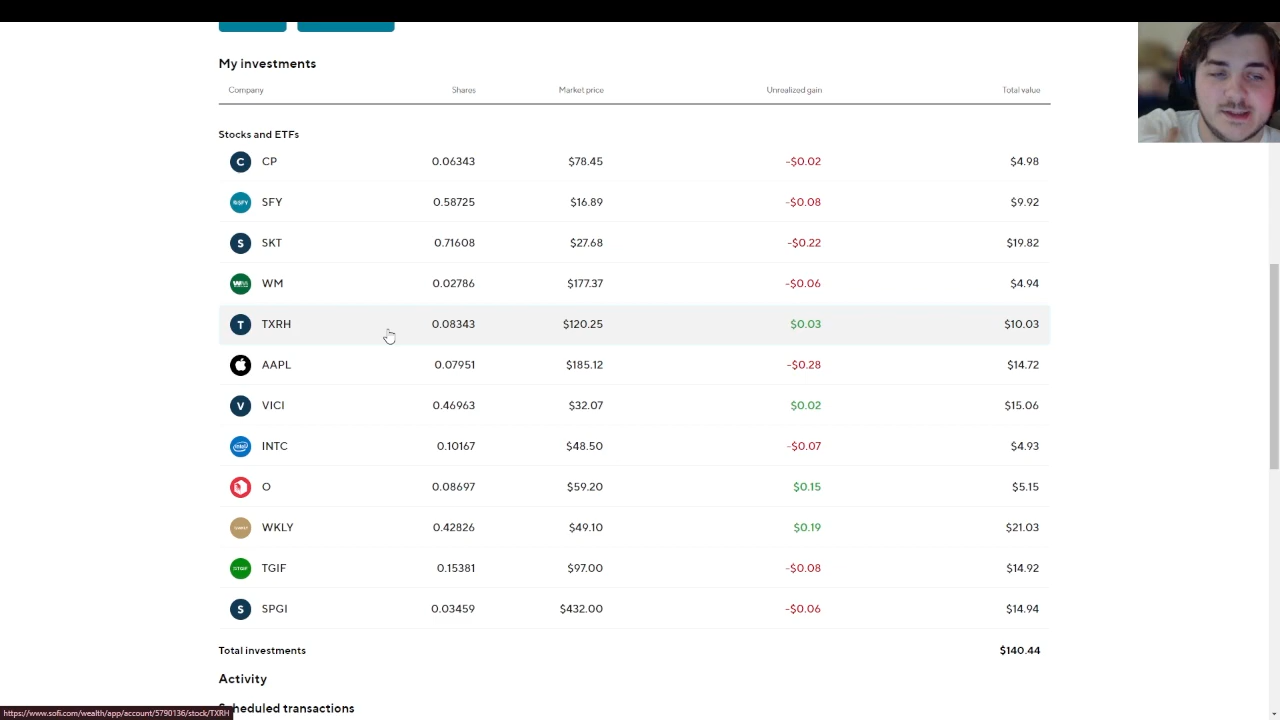 My investments
Company Shares Market price Unrealized gain Total value
Stocks and ETFs
C CP 0.06343 $78.45 -$0.02 $4.98
SFY 0.58725 $16.89 -$0.08 $9.92
S SKT 0.71608 $27.68 -$0.22 $19.82
WM 0.02786 $177.37 -$0.06 $4.94
T TXRH 0.08343 $120.25 $0.03 $10.03
AAPL 0.07951 $185.12 -$0.28 $14.72
V VICI 0.46963 $32.07 $0.02 $15.06
intel INTC 0.10167 $48.50 -$0.07 $4.93
O 0.08697 $59.20 $0.15 $5.15
WKLY 0.42826 $49.10 $0.19 $21.03
TGIF 0.15381 $97.00 -$0.08 $14.92
S SPGI 0.03459 $432.00 -$0.06 $14.94
Total investments $140.44
Activity
heduled transactions
https://www.sofi.com/wealth/app/account/5790136/stock/TXRH